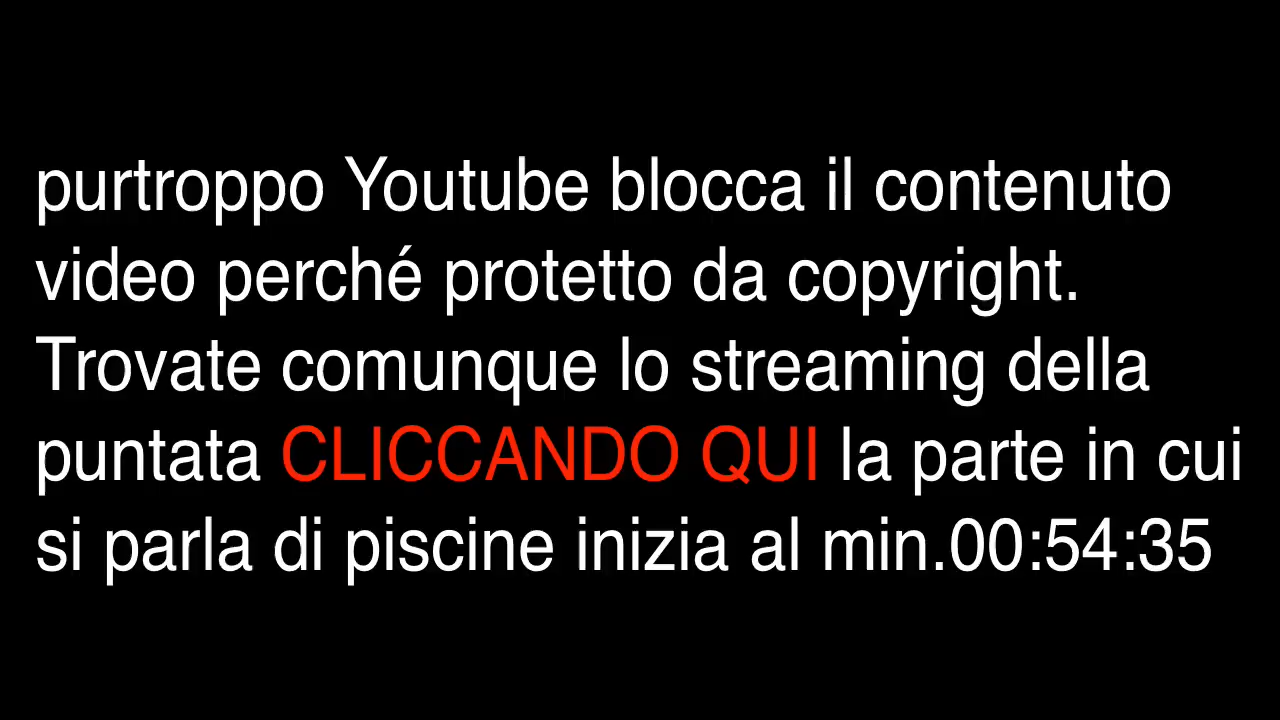 purtroppo Youtube blocca il contenuto
video perché protetto da copyright.
Trovate comunque lo streaming della
puntata CLICCANDO QUI la parte in cui
si parla di piscine inizia al min.00:54:35